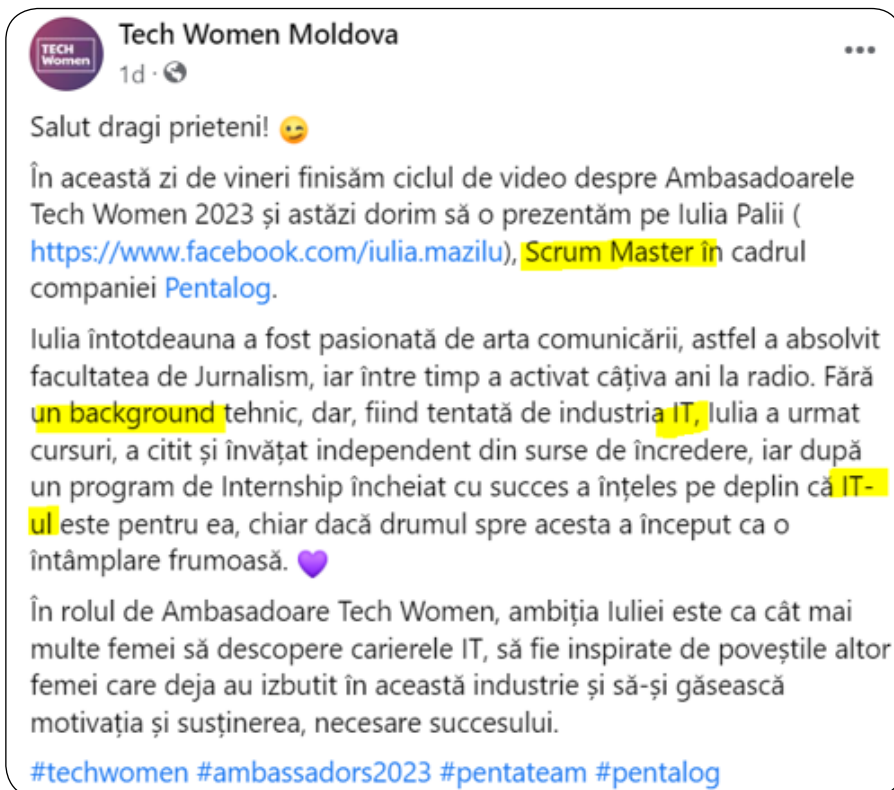 TECH
Women
Tech Women Moldova
1d ·
Salut dragi prieteni! 😉
În această zi de vineri finisăm ciclul de video despre Ambasadoarele
Tech Women 2023 și astăzi dorim să o prezentăm pe Iulia Palii (
https://www.facebook.com/iulia.mazilu), Scrum Master în cadrul
companiei Pentalog.
Iulia întotdeauna a fost pasionată de arta comunicării, astfel a absolvit
facultatea de Jurnalism, iar între timp a activat câțiva ani la radio. Fără
un background tehnic, dar, fiind tentată de industria IT, Iulia a urmat
cursuri, a citit și învățat independent din surse de încredere, iar după
un program de Internship încheiat cu succes a înțeles pe deplin că IT-
ul este pentru ea, chiar dacă drumul spre acesta a început ca o
întâmplare frumoasă. 💜
În rolul de Ambasadoare Tech Women, ambiția Iuliei este ca cât mai
multe femei să descopere carierele IT, să fie inspirate de poveștile altor
femei care deja au izbutit în această industrie și să-și găsească
motivația și susținerea, necesare succesului.
#techwomen #ambassadors2023 #pentateam #pentalog